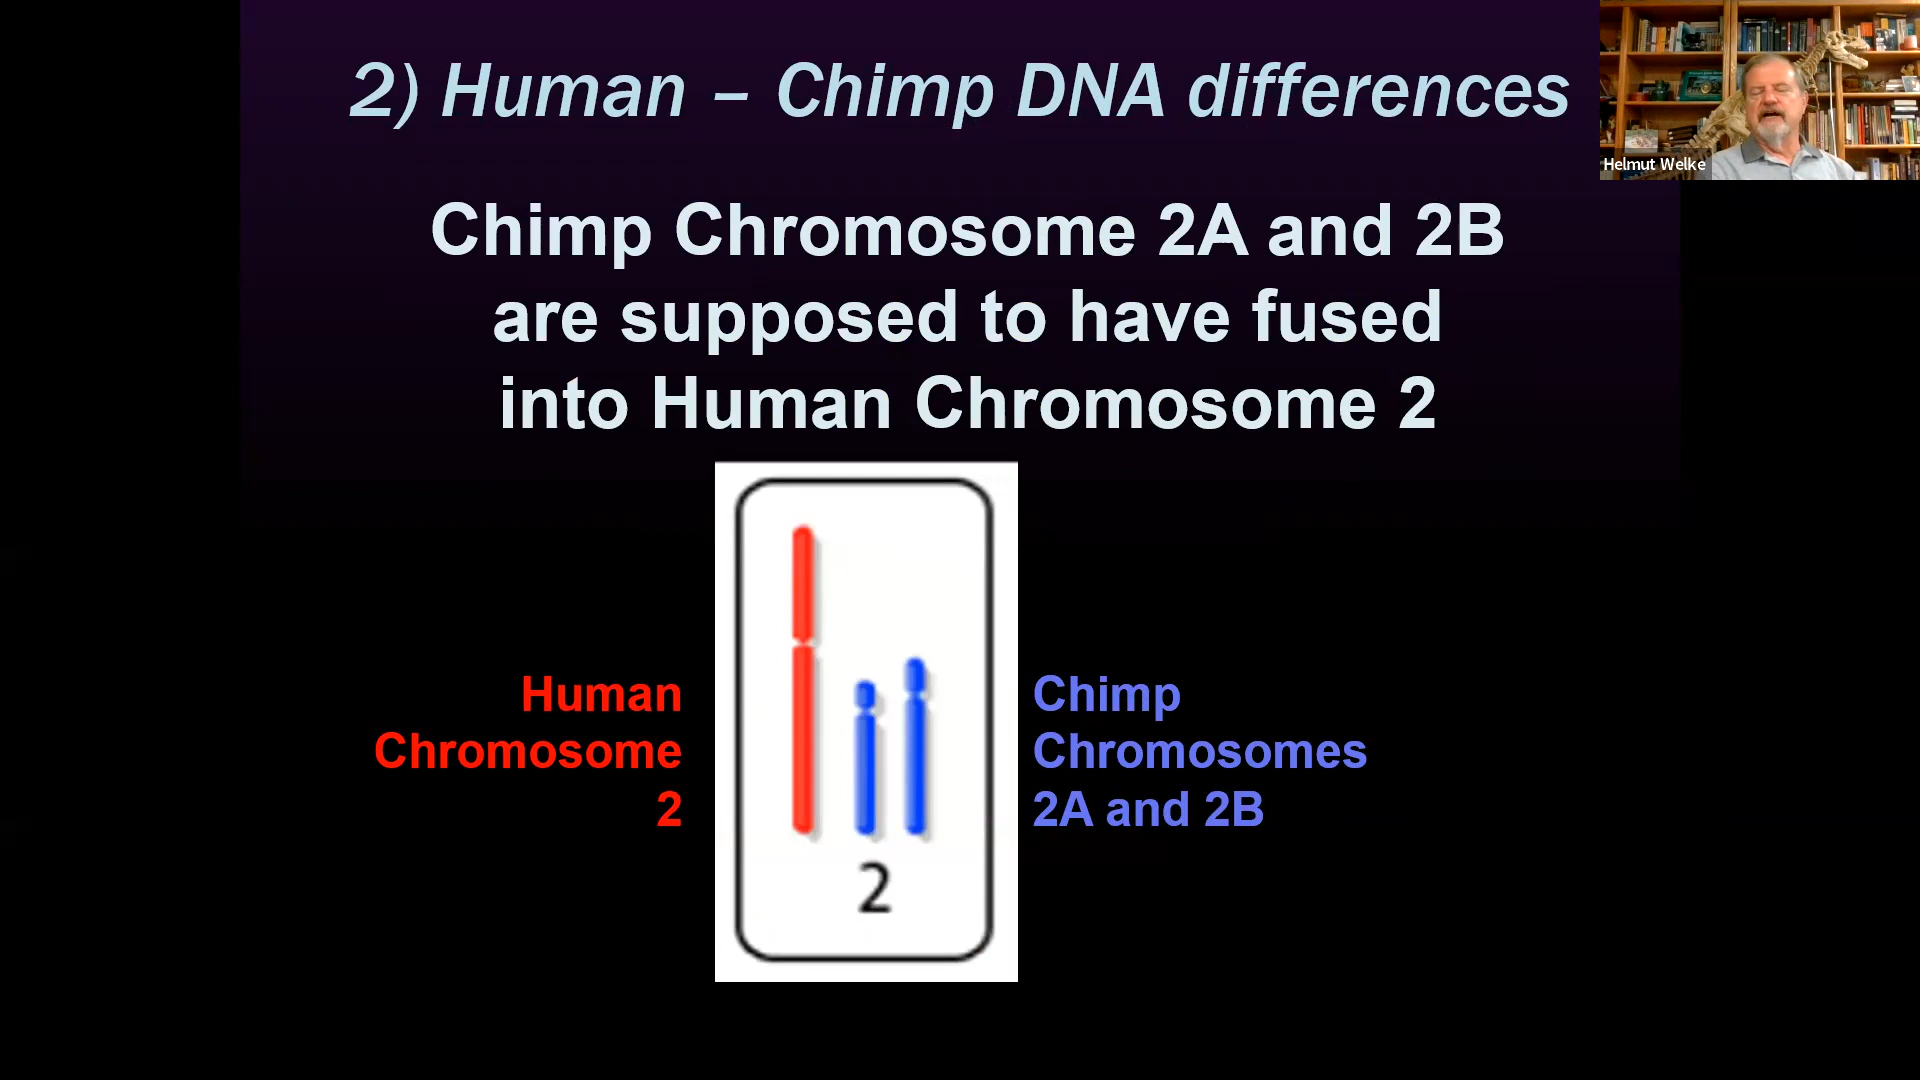 2) Human – Chimp DNA differences
Helmut Welke
Chimp Chromosome 2A and 2B
are supposed to have fused
into Human Chromosome 2
Human
Chromosome
2
2
Chimp
Chromosomes
2A and 2B